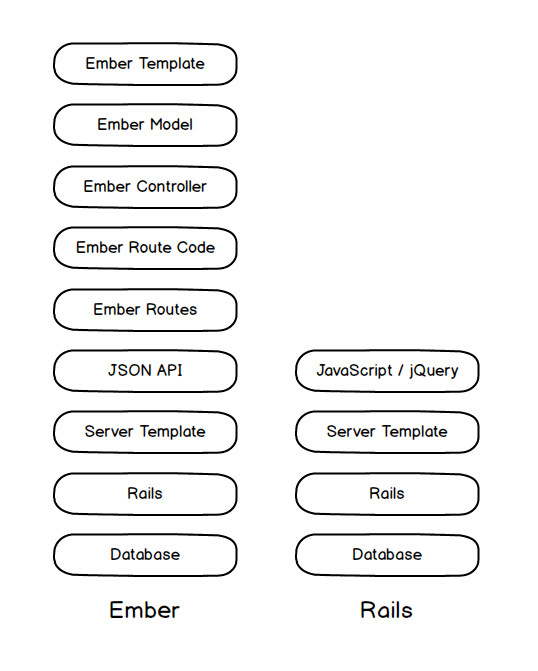 Ember Template
Ember Model
Ember Controller
Ember Route Code
Ember Routes
JSON API
Server Template
Rails
Database
Ember
JavaScript / jQuery
Server Template
Rails
Database
Rails